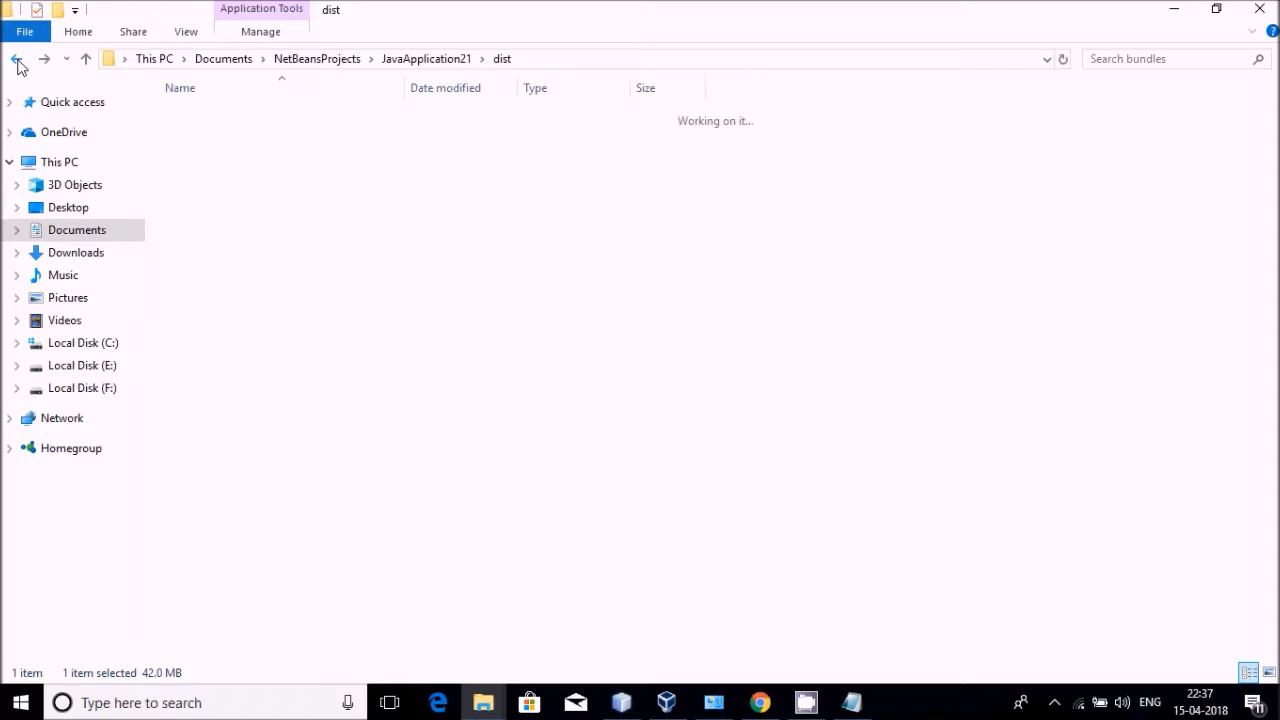 Application Tools dist
File Home Share View Manage
This PC Documents NetBeansProjects JavaApplication21 dist Search bundles
Name Date modified Type Size
Working on it...
Quick access
OneDrive
This PC
3D Objects
Desktop
Documents
Downloads
Music
Pictures
Videos
Local Disk (C:)
Local Disk (E:)
Local Disk (F:)
Network
Homegroup
1 item 1 item selected 42.0 MB
Type here to search ENG 22:37
15-04-2018 11